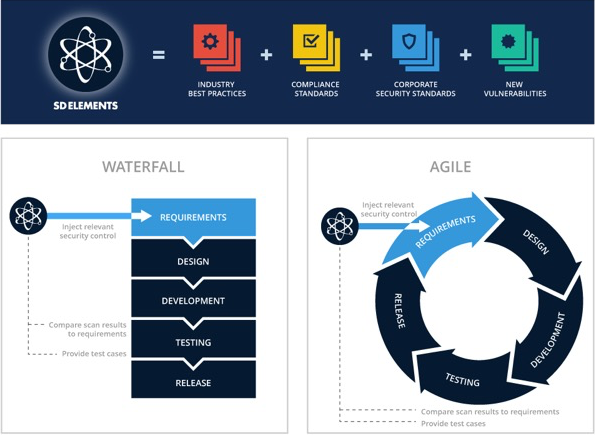 SD ELEMENTS
=
+
+
+
INDUSTRY
BEST PRACTICES
COMPLIANCE
STANDARDS
CORPORATE
SECURITY STANDARDS
NEW
VULNERABILITIES
WATERFALL
REQUIREMENTS
Inject relevant
security control
DESIGN
DEVELOPMENT
Compare scan results
to requirements
TESTING
Provide test cases
RELEASE
AGILE
Inject relevant
security control
REQUIREMENTS
DESIGN
DEVELOPMENT
TESTING
RELEASE
Compare scan results to requirements
Provide test cases